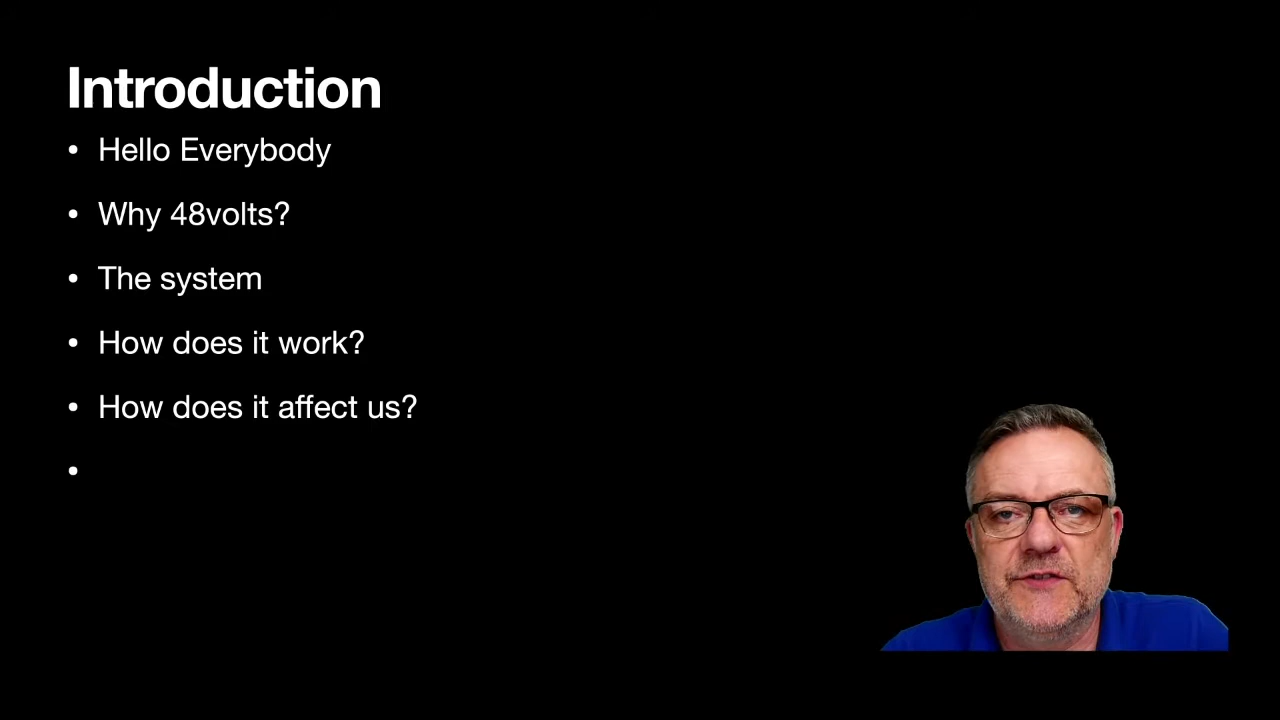 Introduction
• Hello Everybody
• Why 48volts?
• The system
• How does it work?
• How does it affect us?
•